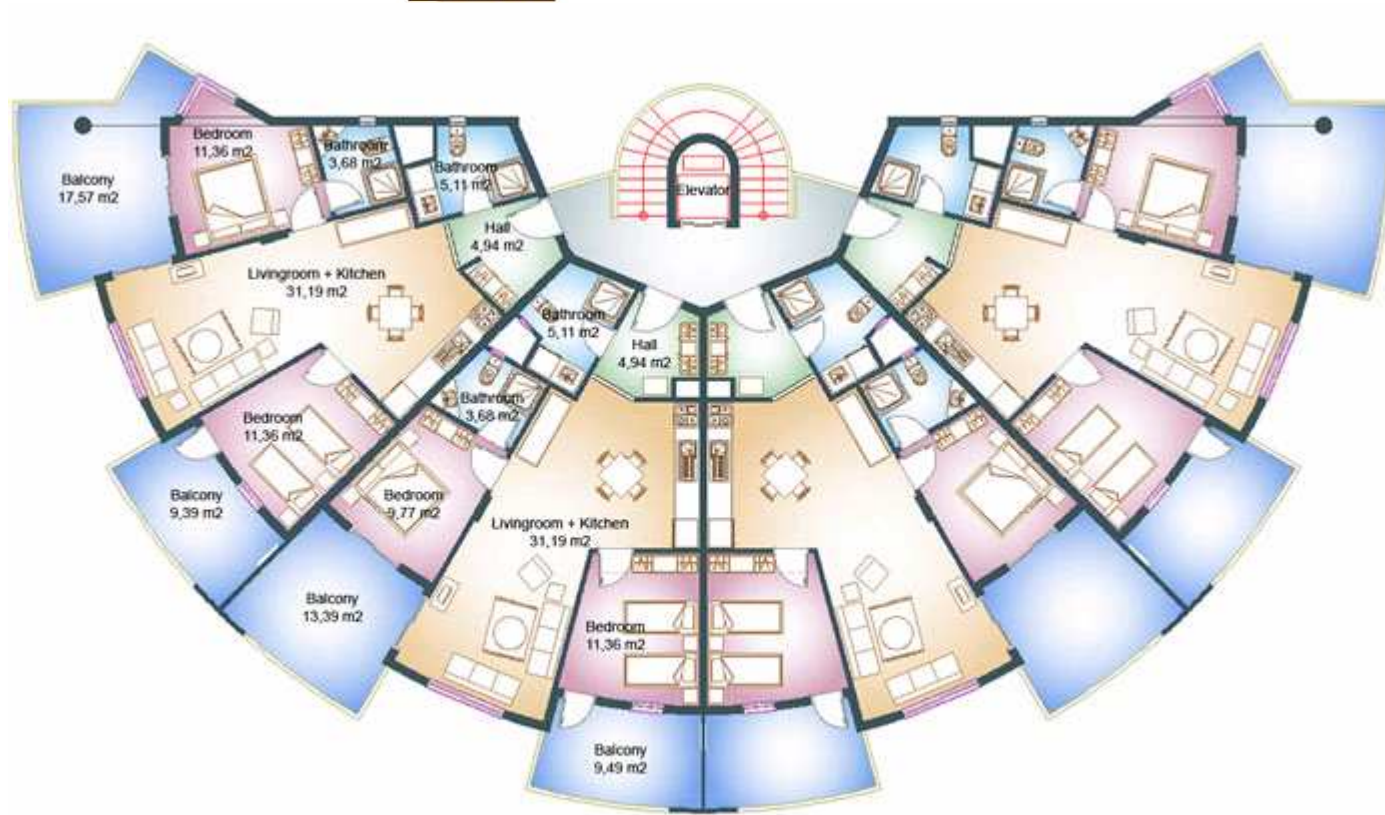 Bedroom
11,36 m2
Bathroom
3,68 m2
Bathroom
5,11 m2
Balcony
17,57 m2
Elevator
Hall
4,94 m2
Livingroom + Kitchen
31,19 m2
Bathroom
5,11 m2
Hall
4,94 m2
Bathroom
3,68 m2
Bedroom
11,36 m2
Balcony
9,39 m2
Bedroom
9,77 m2
Livingroom + Kitchen
31,19 m2
Balcony
13,39 m2
Bedroom
11,36 m2
Balcony
9,49 m2